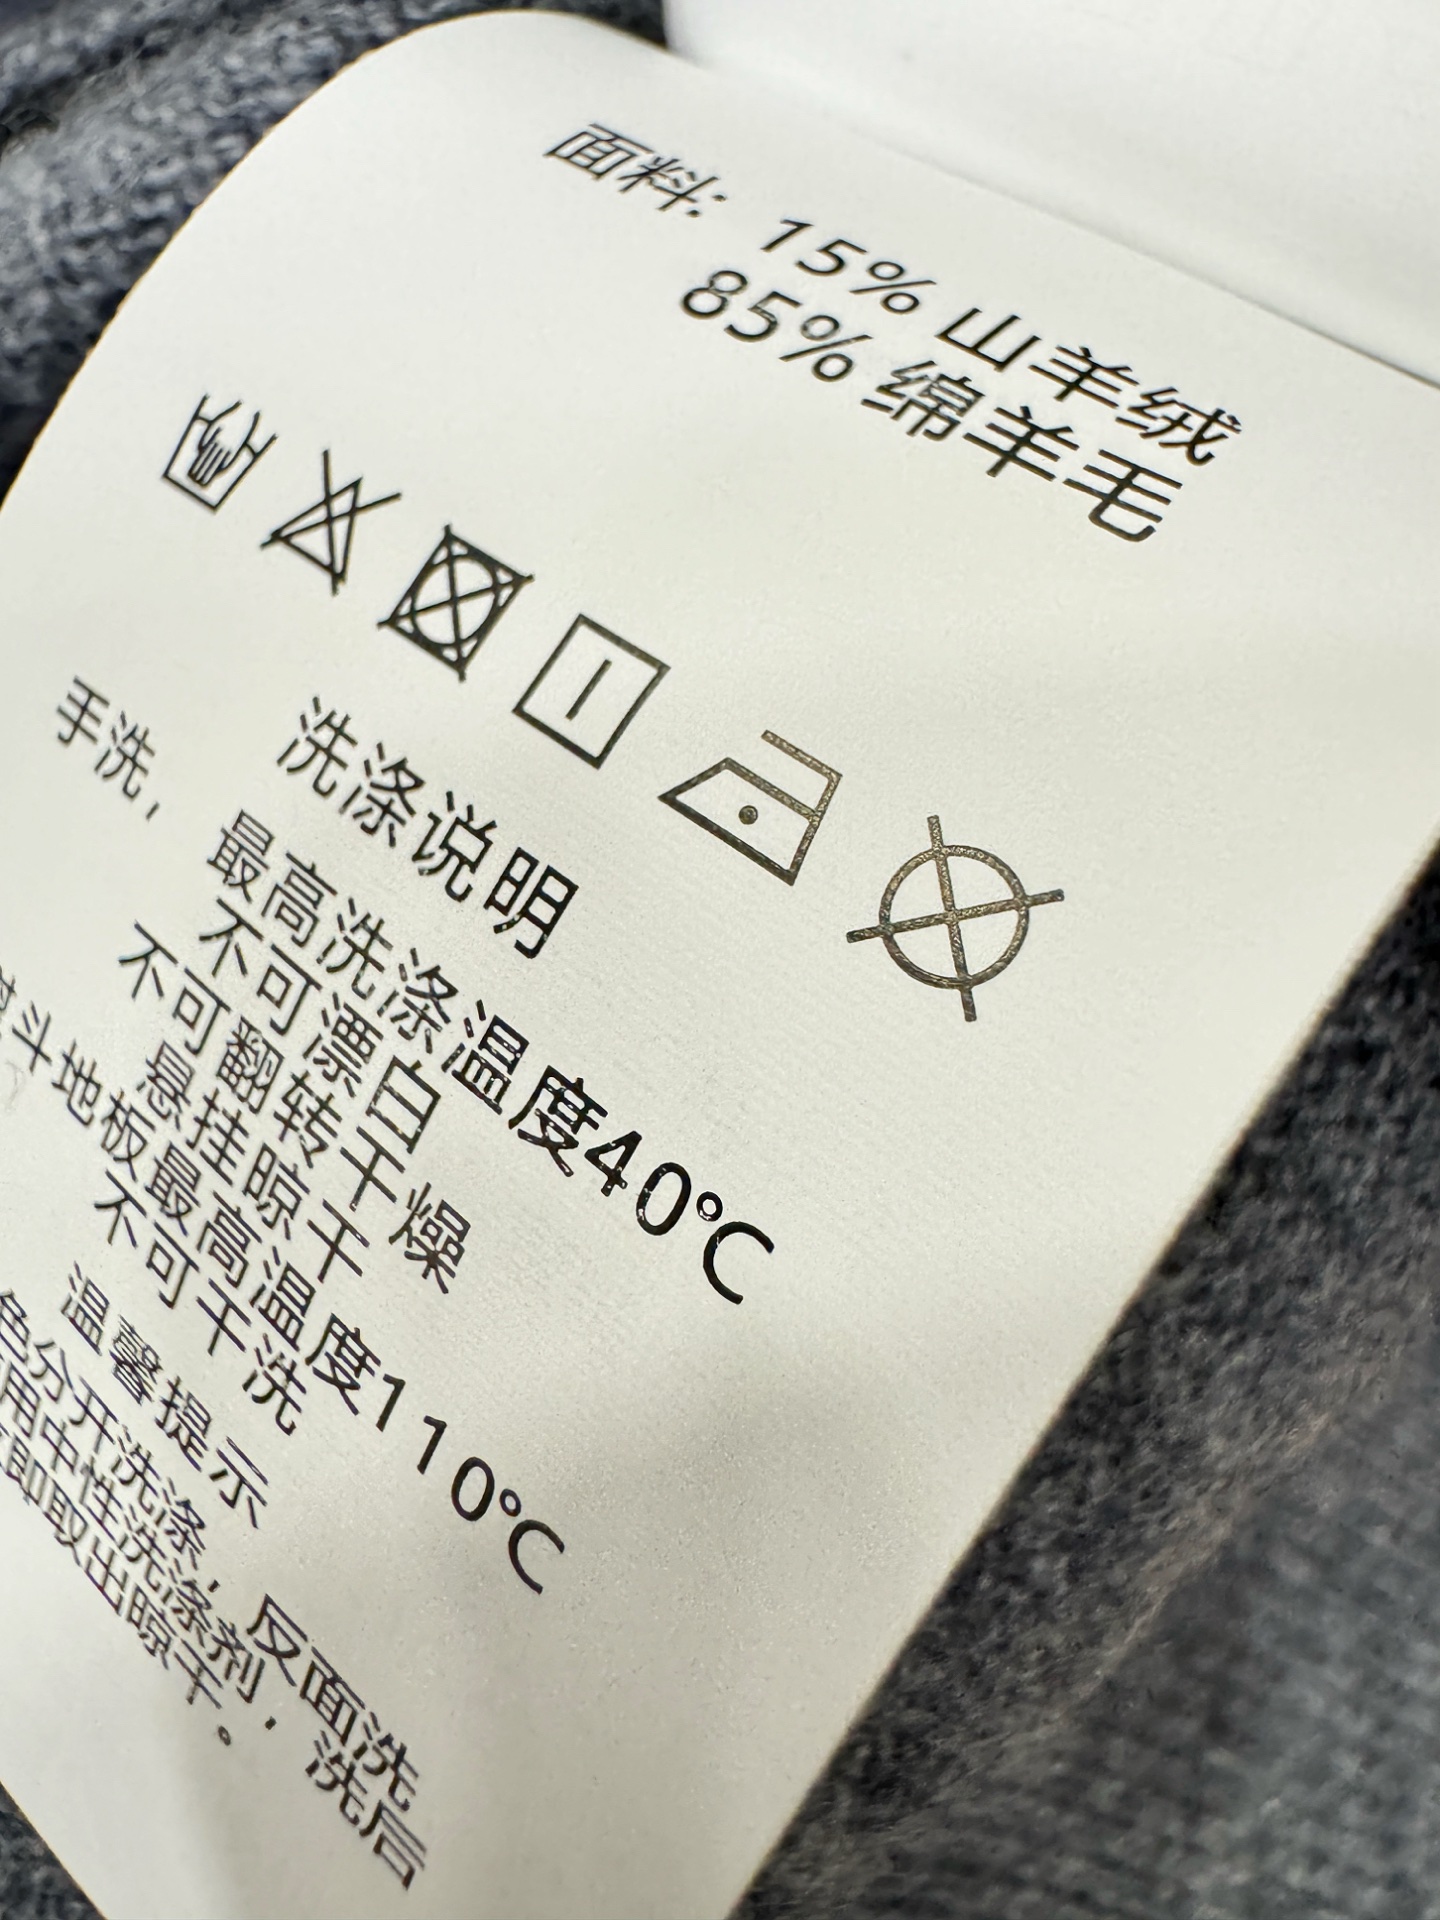 面料: 15% 山羊绒
85% 绵羊毛
洗涤说明
手洗, 最高洗涤温度40℃
不可漂白
不可翻转干燥
悬挂晾干
熨斗地板最高温度110℃
不可干洗
温馨提示
色分开洗涤, 反面洗
用中性洗涤剂, 洗后
即取出晾干。